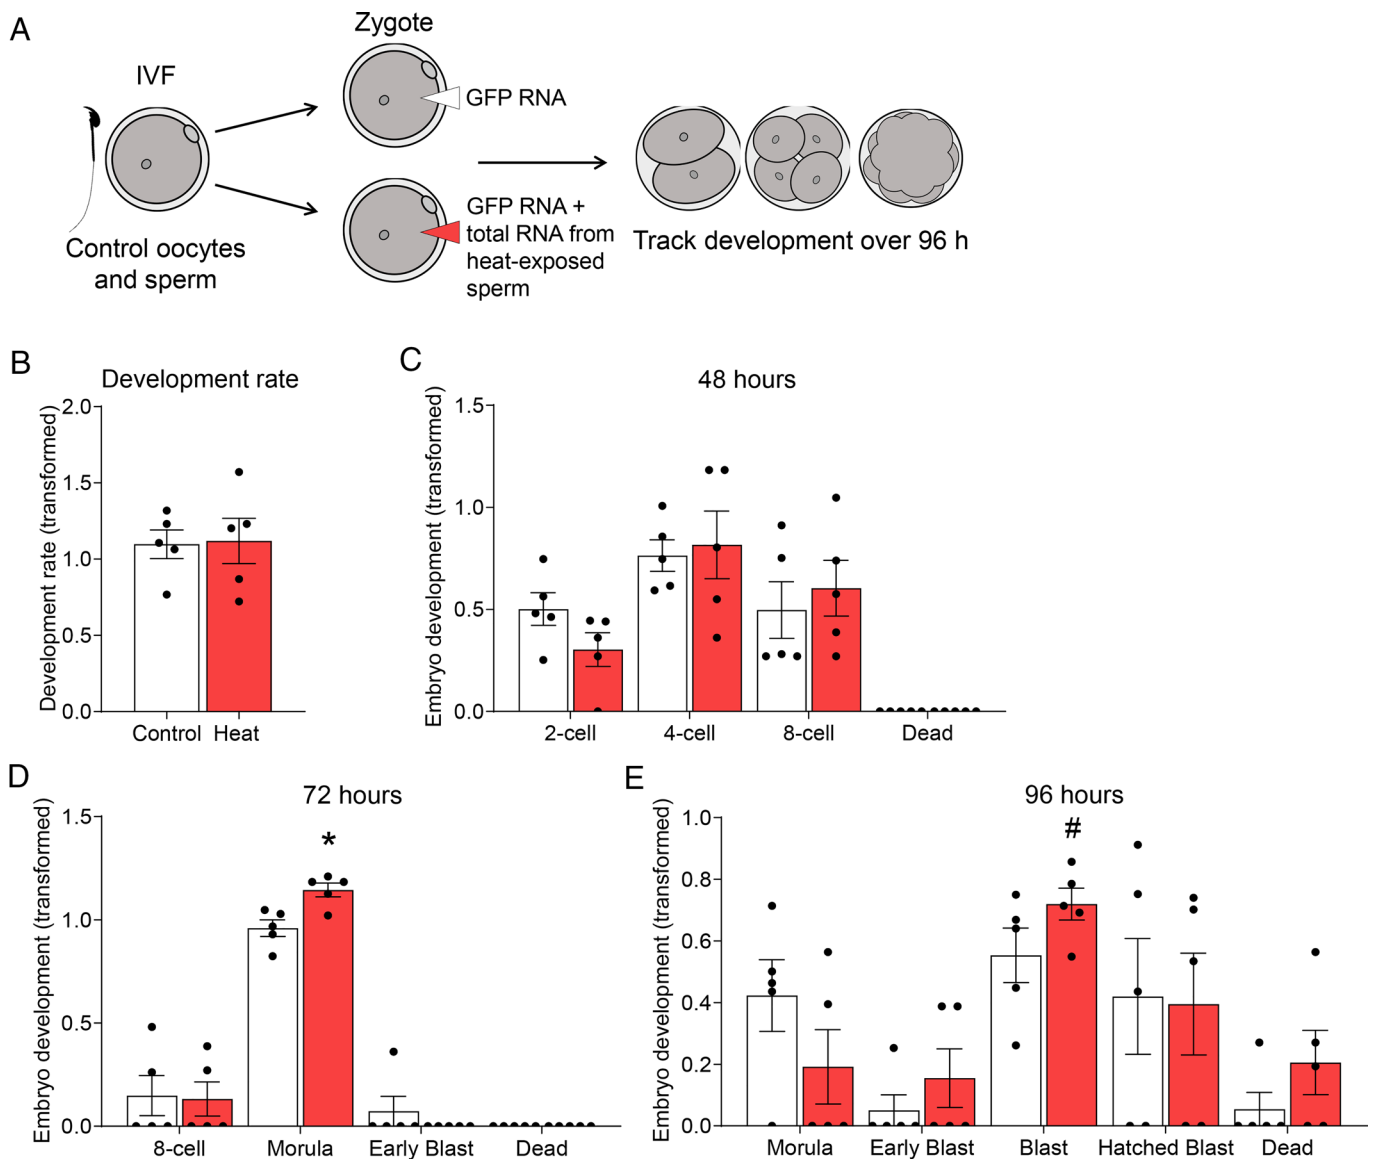 A
Zygote
IVF
GFP RNA
GFP RNA +
total RNA from
heat-exposed
sperm
Control oocytes
and sperm
Track development over 96 h
B
Development rate
Development rate (transformed)
2.0
1.5
1.0
0.5
0.0
Control Heat
C
48 hours
Embryo development (transformed)
1.5
1.0
0.5
0.0
2-cell 4-cell 8-cell Dead
D
72 hours
Embryo development (transformed)
1.5
1.0
0.5
0.0
*
8-cell Morula Early Blast Dead
E
96 hours
Embryo development (transformed)
1.0
0.8
0.6
0.4
0.2
0.0
#
Morula Early Blast Blast Hatched Blast Dead